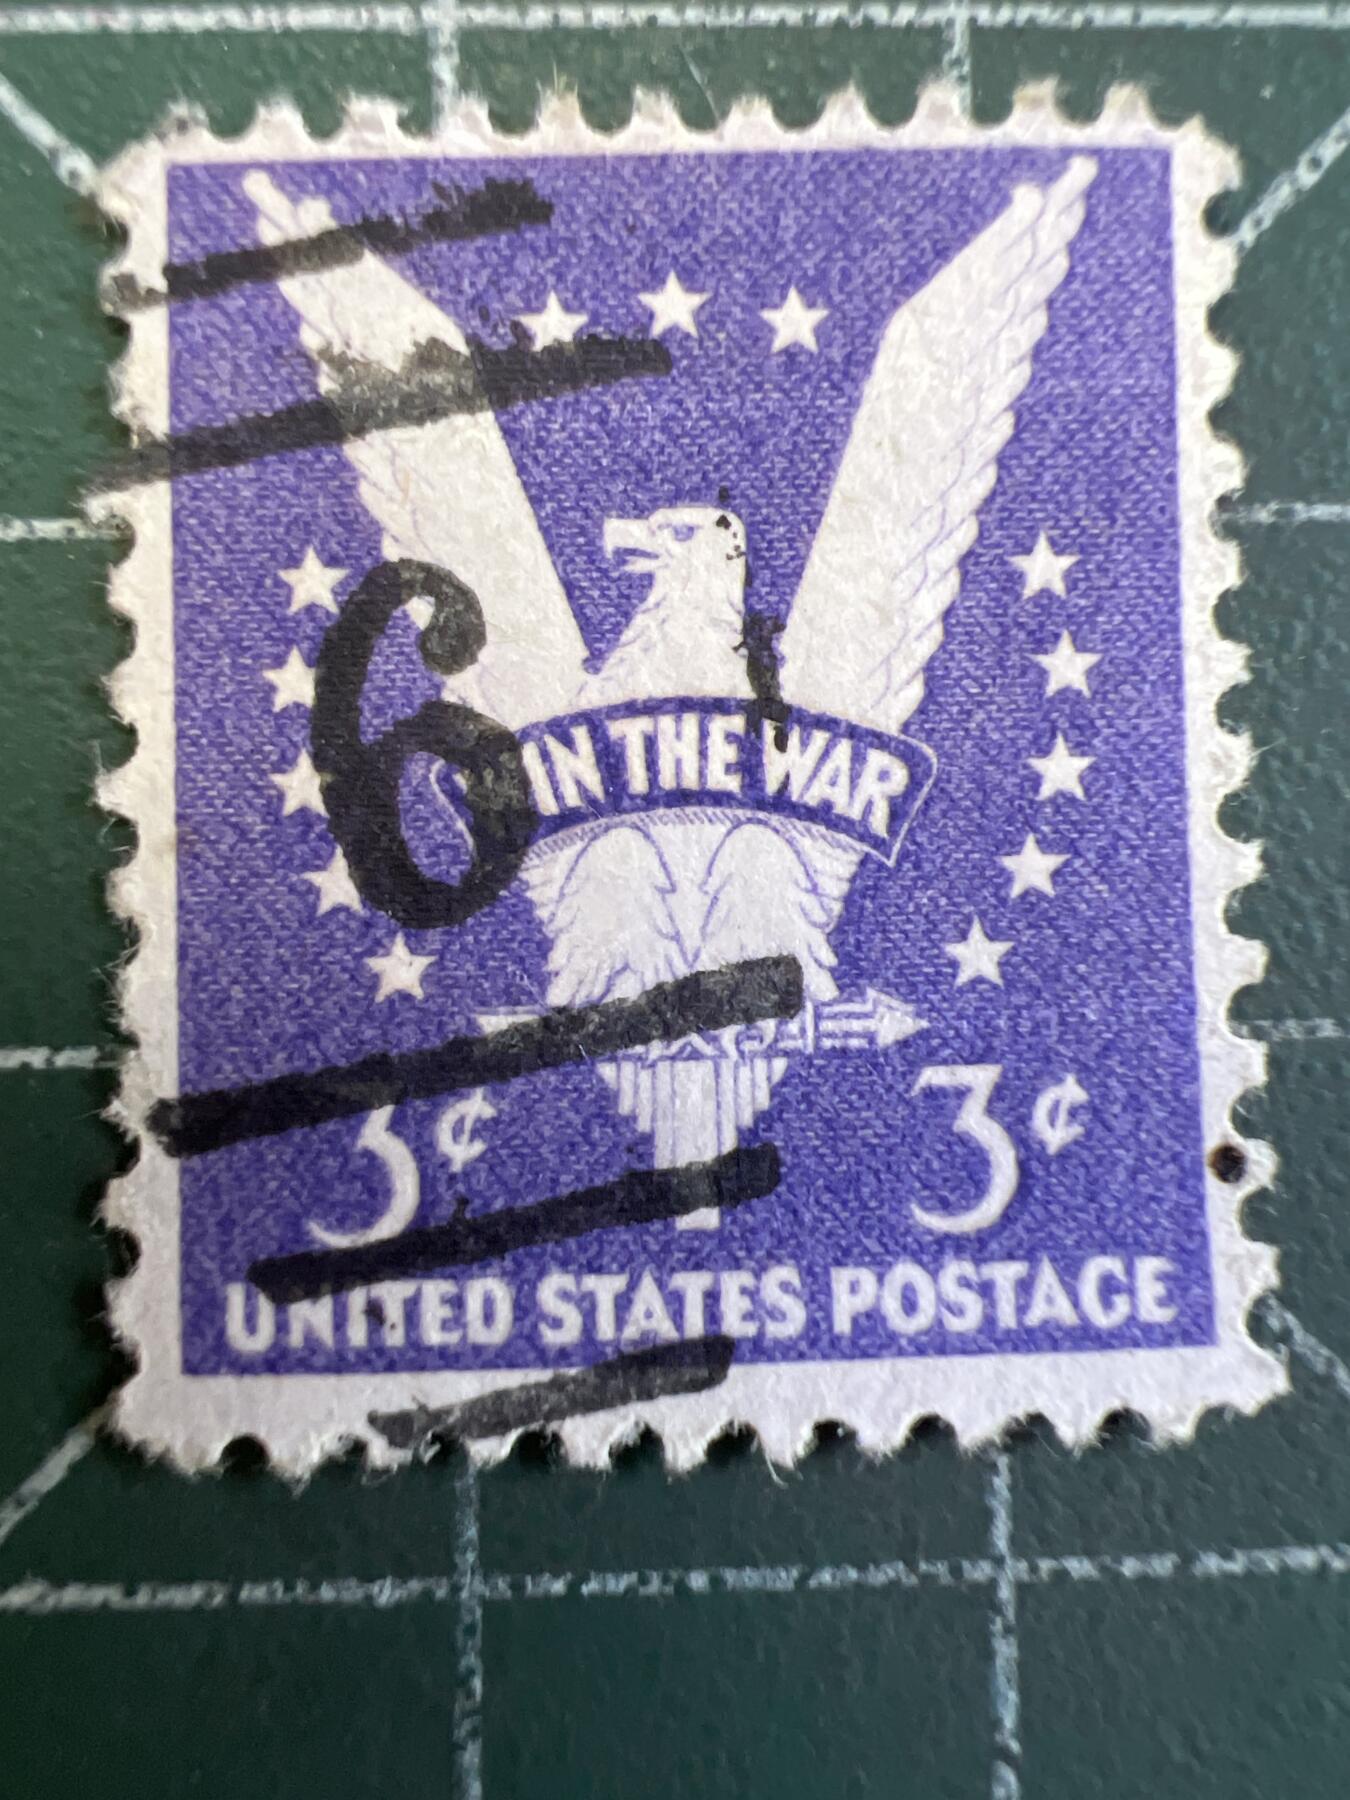 6
IN THE WAR
3¢ 3¢
UNITED STATES POSTAGE